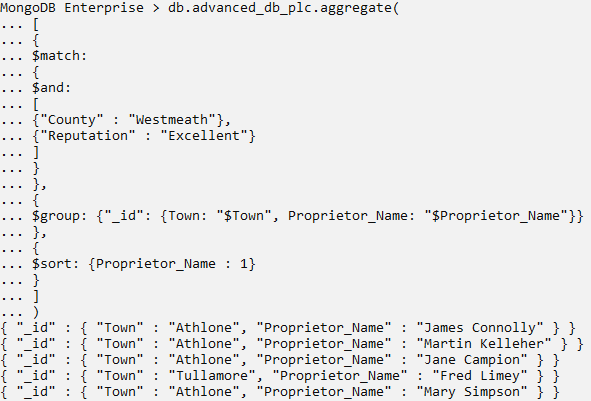 MongoDB Enterprise > db.advanced_db_plc.aggregate(
... [
... {
... $match:
... {
... $and:
... [
... {"County" : "Westmeath"},
... {"Reputation" : "Excellent"}
... ]
... }
... },
... {
... $group: {"_id": {Town: "$Town", Proprietor_Name: "$Proprietor_Name"}}
... },
... {
... $sort: {Proprietor_Name : 1}
... }
... ]
... )
{ "_id" : { "Town" : "Athlone", "Proprietor_Name" : "James Connolly" } }
{ "_id" : { "Town" : "Athlone", "Proprietor_Name" : "Martin Kelleher" } }
{ "_id" : { "Town" : "Athlone", "Proprietor_Name" : "Jane Campion" } }
{ "_id" : { "Town" : "Tullamore", "Proprietor_Name" : "Fred Limey" } }
{ "_id" : { "Town" : "Athlone", "Proprietor_Name" : "Mary Simpson" } }